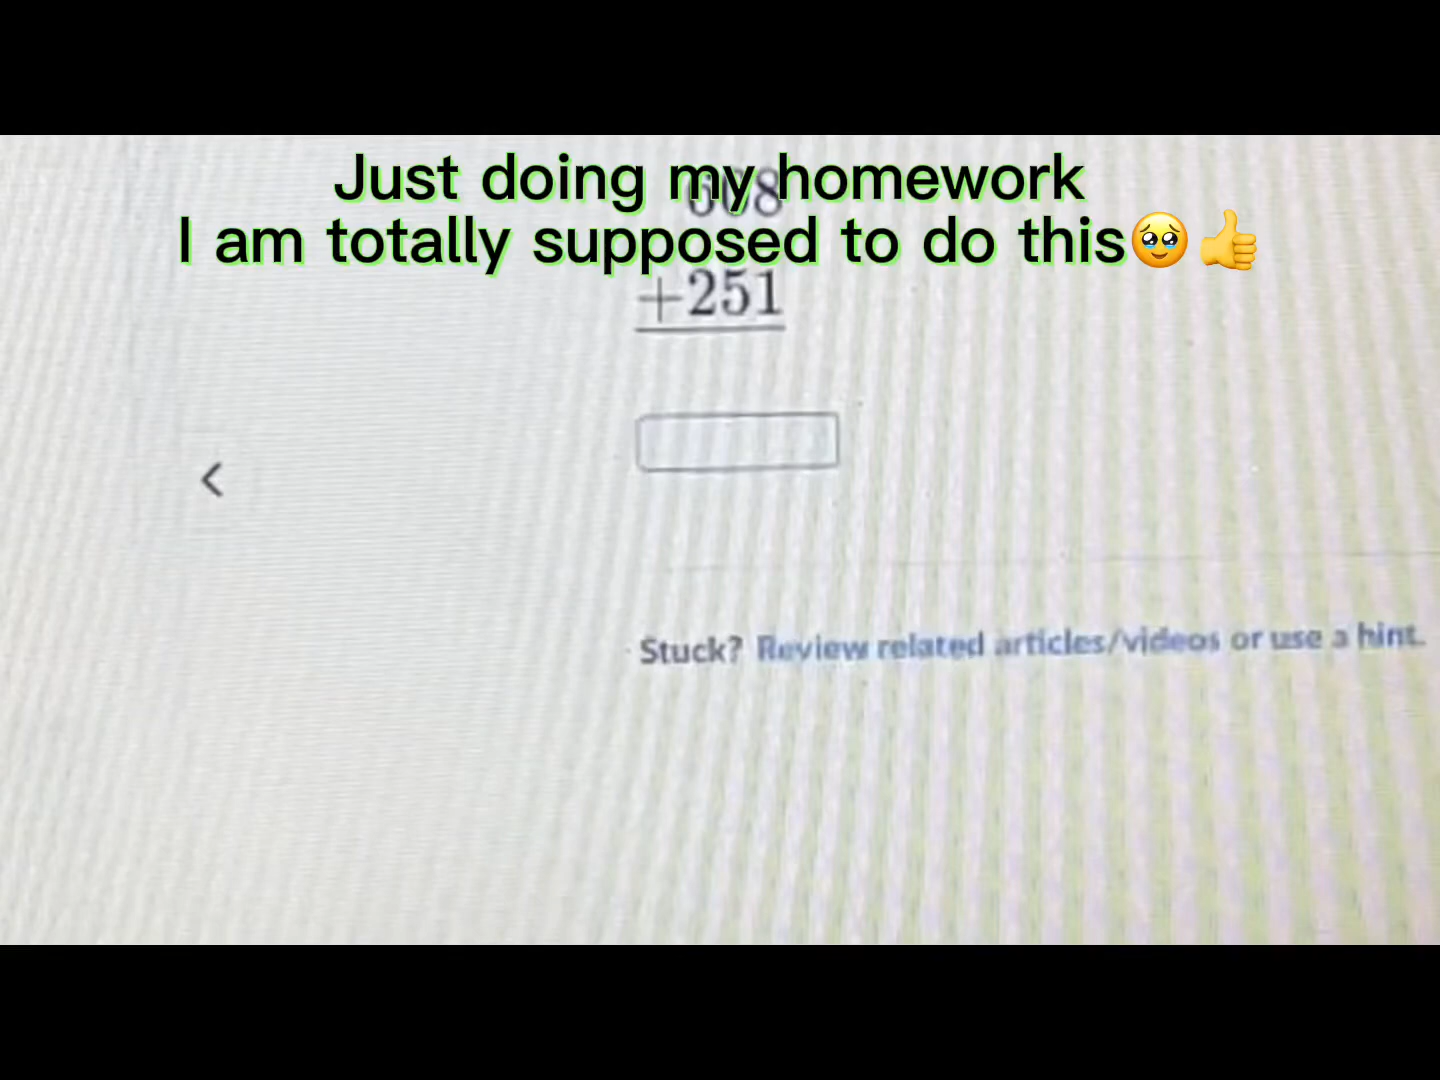 Just doing my homework
I am totally supposed to do this🥹👍
+251
Stuck? Review related articles/videos or use a hint.